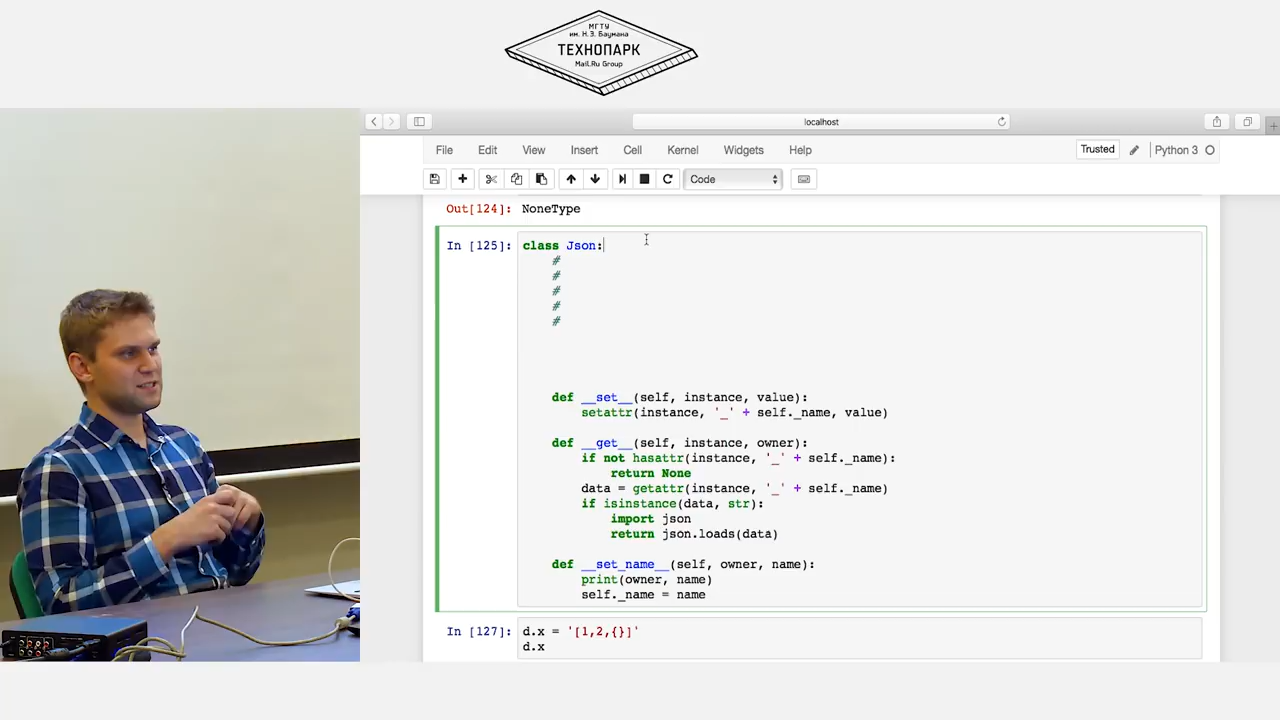 МГТУ
им. Н.Э. Баумана
ТЕХНОПАРК
Mail.Ru Group
localhost
File Edit View Insert Cell Kernel Widgets Help
Trusted
Python 3
Code
Out[124]: NoneType
In [125]: class Json:
#
#
#
#
#
def __set__(self, instance, value):
setattr(instance, '_' + self._name, value)
def __get__(self, instance, owner):
if not hasattr(instance, '_' + self._name):
return None
data = getattr(instance, '_' + self._name)
if isinstance(data, str):
import json
return json.loads(data)
def __set_name__(self, owner, name):
print(owner, name)
self._name = name
In [127]: d.x = '[1,2,{}]'
d.x